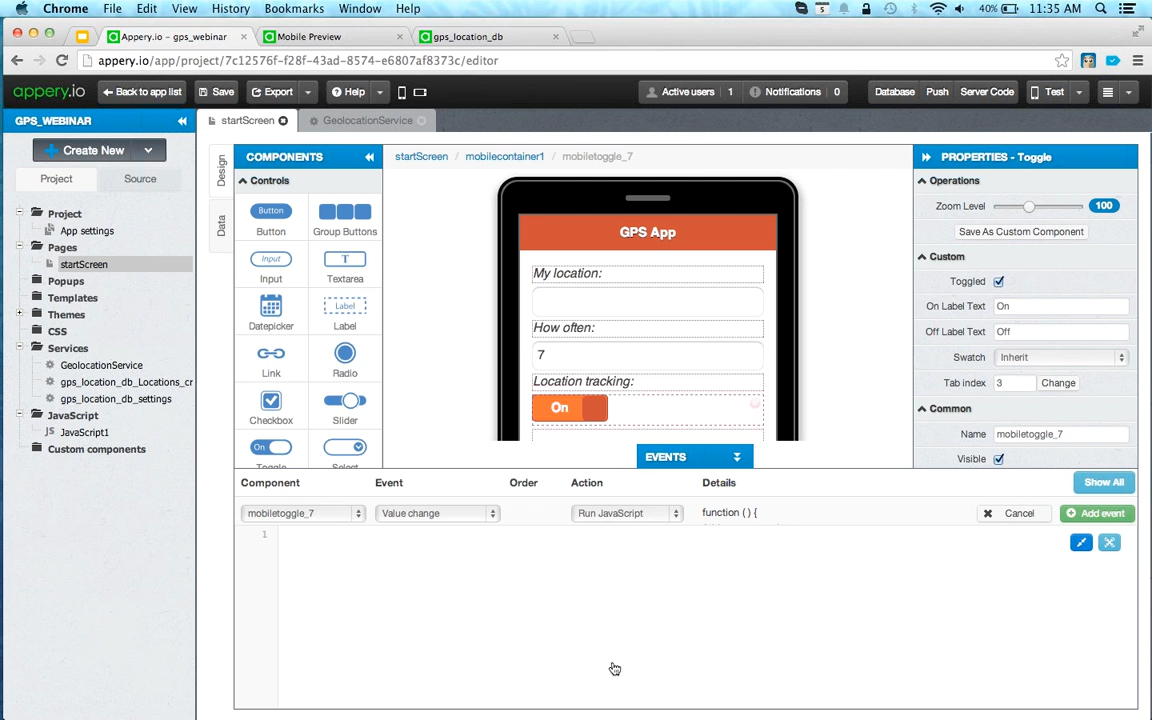 Chrome File Edit View History Bookmarks Window Help 5 40% 11:35 AM
Appery.io – gps_webinar × Mobile Preview × gps_location_db ×
appery.io/app/project/7c12576f-f28f-43ad-8574-e6807af8373c/editor
appery.io Back to app list Save Export Help Active users 1 Notifications 0 Database Push Server Code Test
GPS_WEBINAR startScreen GeolocationService
Create New
Project Source
Project
App settings
Pages
startScreen
Popups
Templates
Themes
CSS
Services
GeolocationService
gps_location_db_Locations_cr
gps_location_db_settings
JavaScript
JS JavaScript1
Custom components
Design
Data
COMPONENTS
Controls
Button
Button Group Buttons
Input T
Input Textarea
Label
Datepicker Label
Link Radio
Checkbox Slider
On
Toggle Select
startScreen / mobilecontainer1 / mobiletoggle_7
GPS App
My location:
How often:
7
Location tracking:
On
PROPERTIES - Toggle
Operations
Zoom Level 100
Save As Custom Component
Custom
Toggled
On Label Text On
Off Label Text Off
Swatch Inherit
Tab index 3 Change
Common
Name mobiletoggle_7
Visible
EVENTS
Component Event Order Action Details Show All
mobiletoggle_7 Value change Run JavaScript function ( ) { Cancel Add event
1